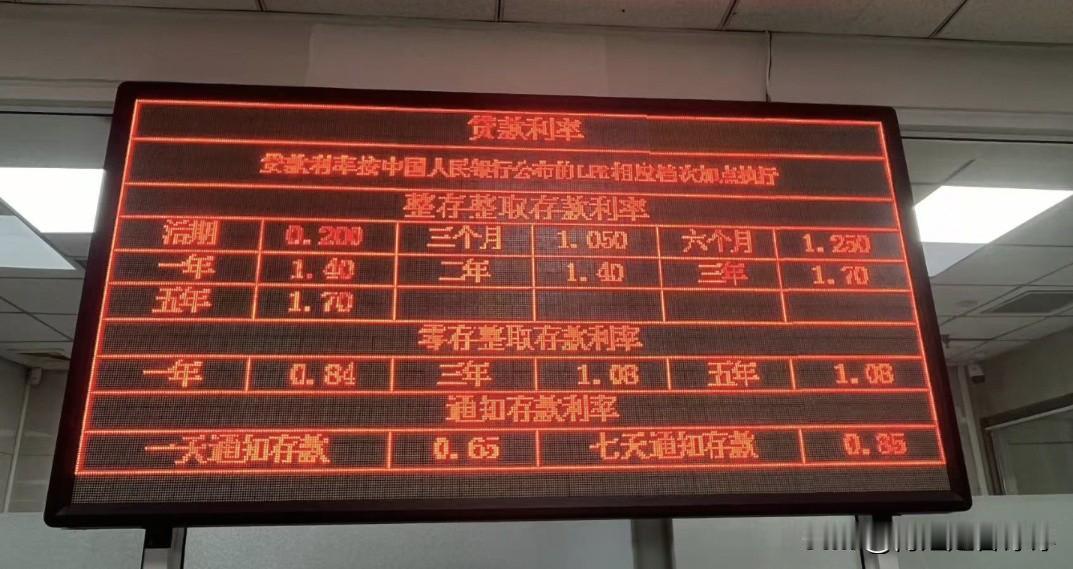 贷款利率
贷款利率按中国人民银行公布的LPR相应档次加点执行
整存整取存款利率
活期 0.200 三个月 1.050 六个月 1.250
一年 1.40 二年 1.40 三年 1.70
五年 1.70
零存整取存款利率
一年 0.84 三年 1.08 五年 1.08
通知存款利率
一天通知存款 0.65 七天通知存款 0.85